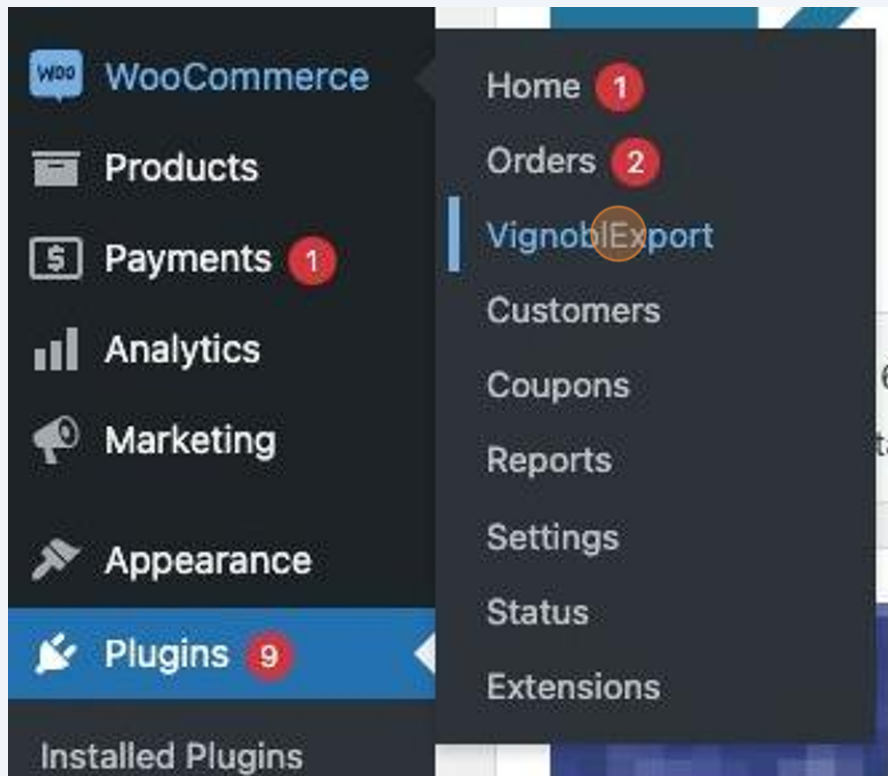 WOO
WooCommerce
Products
Payments 1
Analytics
Marketing
Appearance
Plugins 9
Installed Plugins
Home 1
Orders 2
VignoblExport
Customers
Coupons
Reports
Settings
Status
Extensions